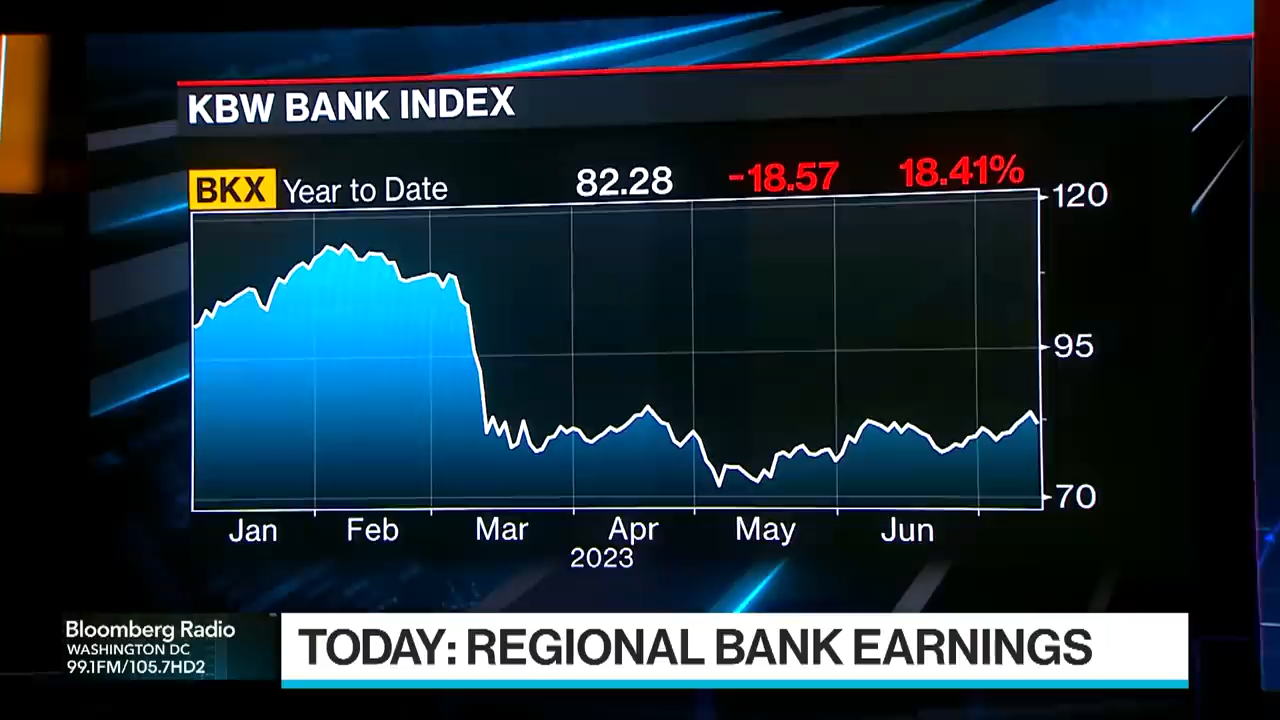 KBW BANK INDEX
BKX Year to Date 82.28 -18.57 18.41%
120
95
70
Jan Feb Mar Apr May Jun
2023
Bloomberg Radio
WASHINGTON DC
99.1FM/105.7HD2
TODAY: REGIONAL BANK EARNINGS